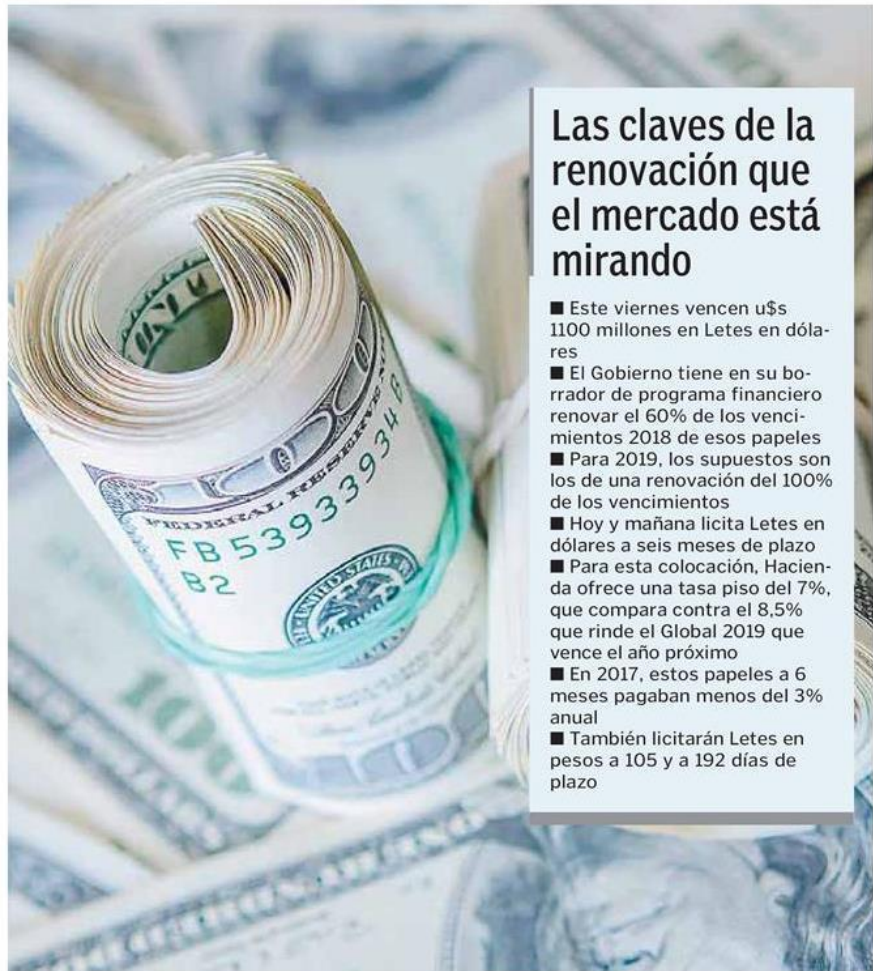 Las claves de la
renovación que
el mercado está
mirando
■ Este viernes vencen u$s
1100 millones en Letes en dóla-
res
■ El Gobierno tiene en su bo-
rrador de programa financiero
renovar el 60% de los venci-
mientos 2018 de esos papeles
■ Para 2019, los supuestos son
los de una renovación del 100%
de los vencimientos
■ Hoy y mañana licita Letes en
dólares a seis meses de plazo
■ Para esta colocación, Hacien-
da ofrece una tasa piso del 7%,
que compara contra el 8,5%
que rinde el Global 2019 que
vence el año próximo
■ En 2017, estos papeles a 6
meses pagaban menos del 3%
anual
■ También licitarán Letes en
pesos a 105 y a 192 días de
plazo
100
FEDERAL RESERVE
FB 53933934 B
B2
UNITED STATES
100